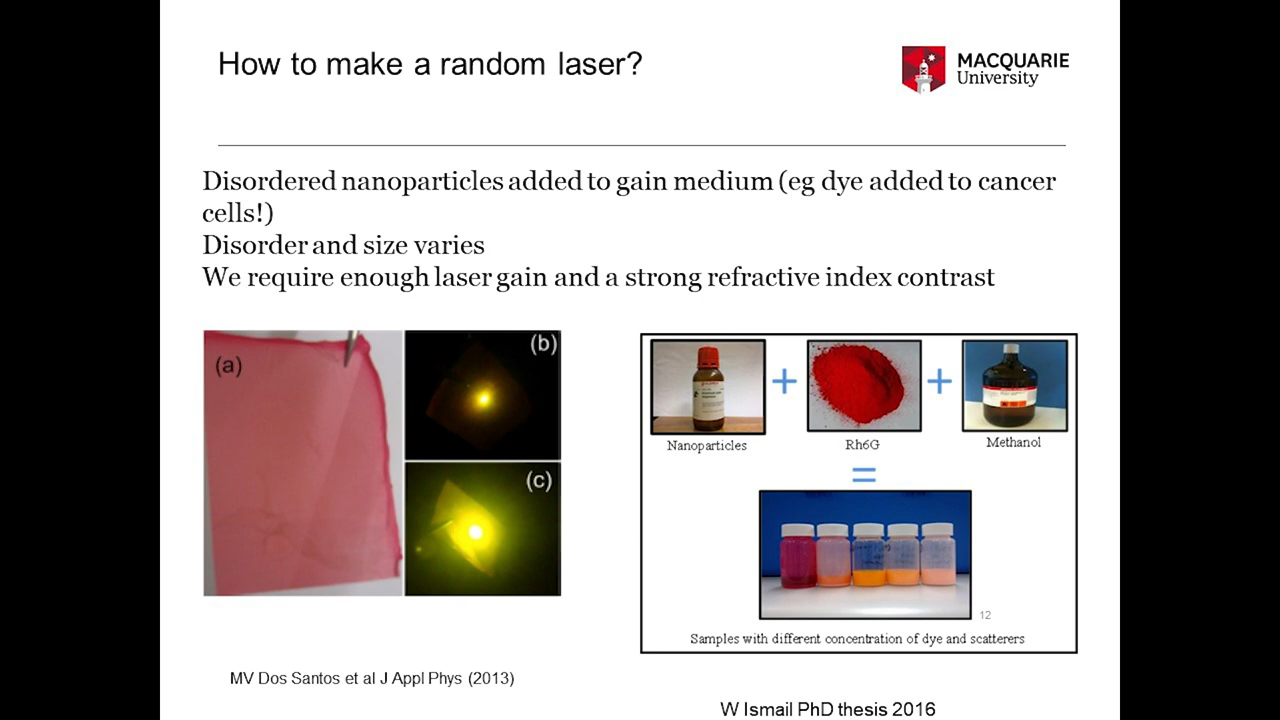 How to make a random laser?
MACQUARIE
University
Disordered nanoparticles added to gain medium (eg dye added to cancer
cells!)
Disorder and size varies
We require enough laser gain and a strong refractive index contrast
(a)
(b)
(c)
+
+
Nanoparticles
Rh6G
Methanol
=
12
Samples with different concentration of dye and scatterers
MV Dos Santos et al J Appl Phys (2013)
W Ismail PhD thesis 2016